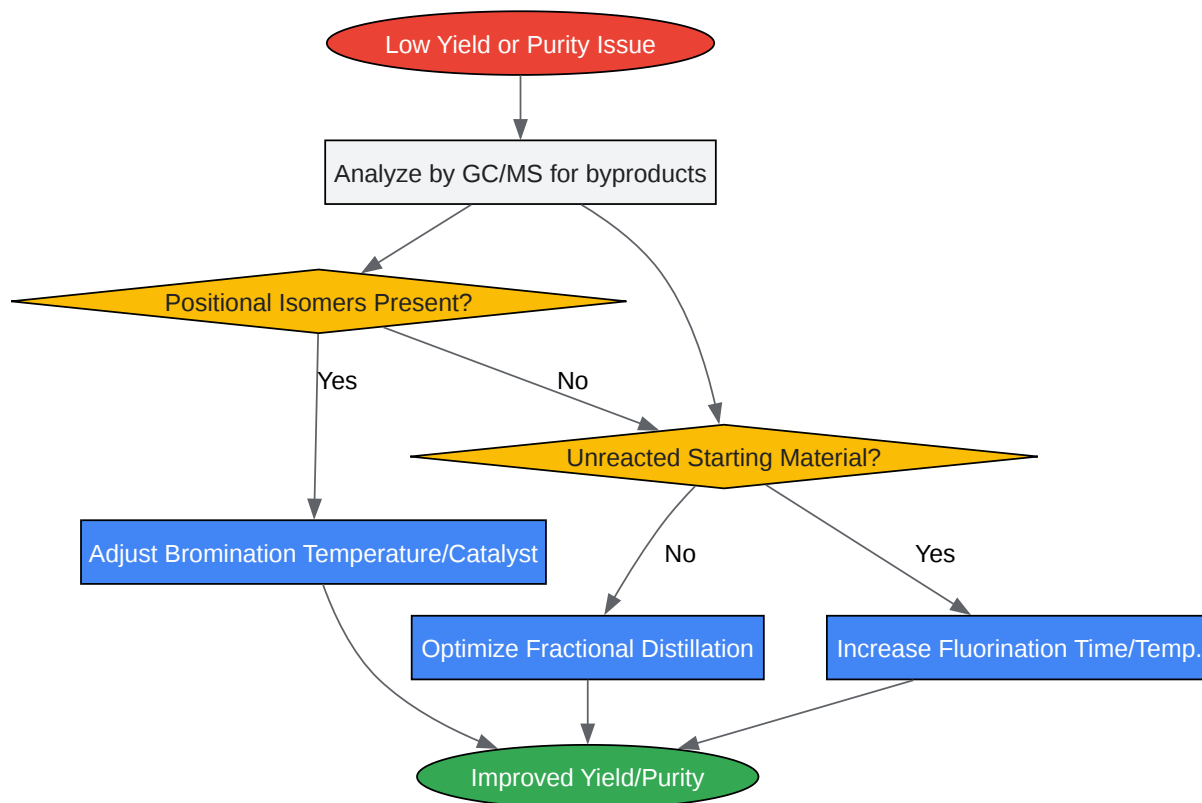 Low Yield or Purity Issue
Analyze by GC/MS for byproducts
Positional Isomers Present?
Yes
No
Unreacted Starting Material?
Adjust Bromination Temperature/Catalyst
No
Yes
Optimize Fractional Distillation
Increase Fluorination Time/Temp.
Improved Yield/Purity